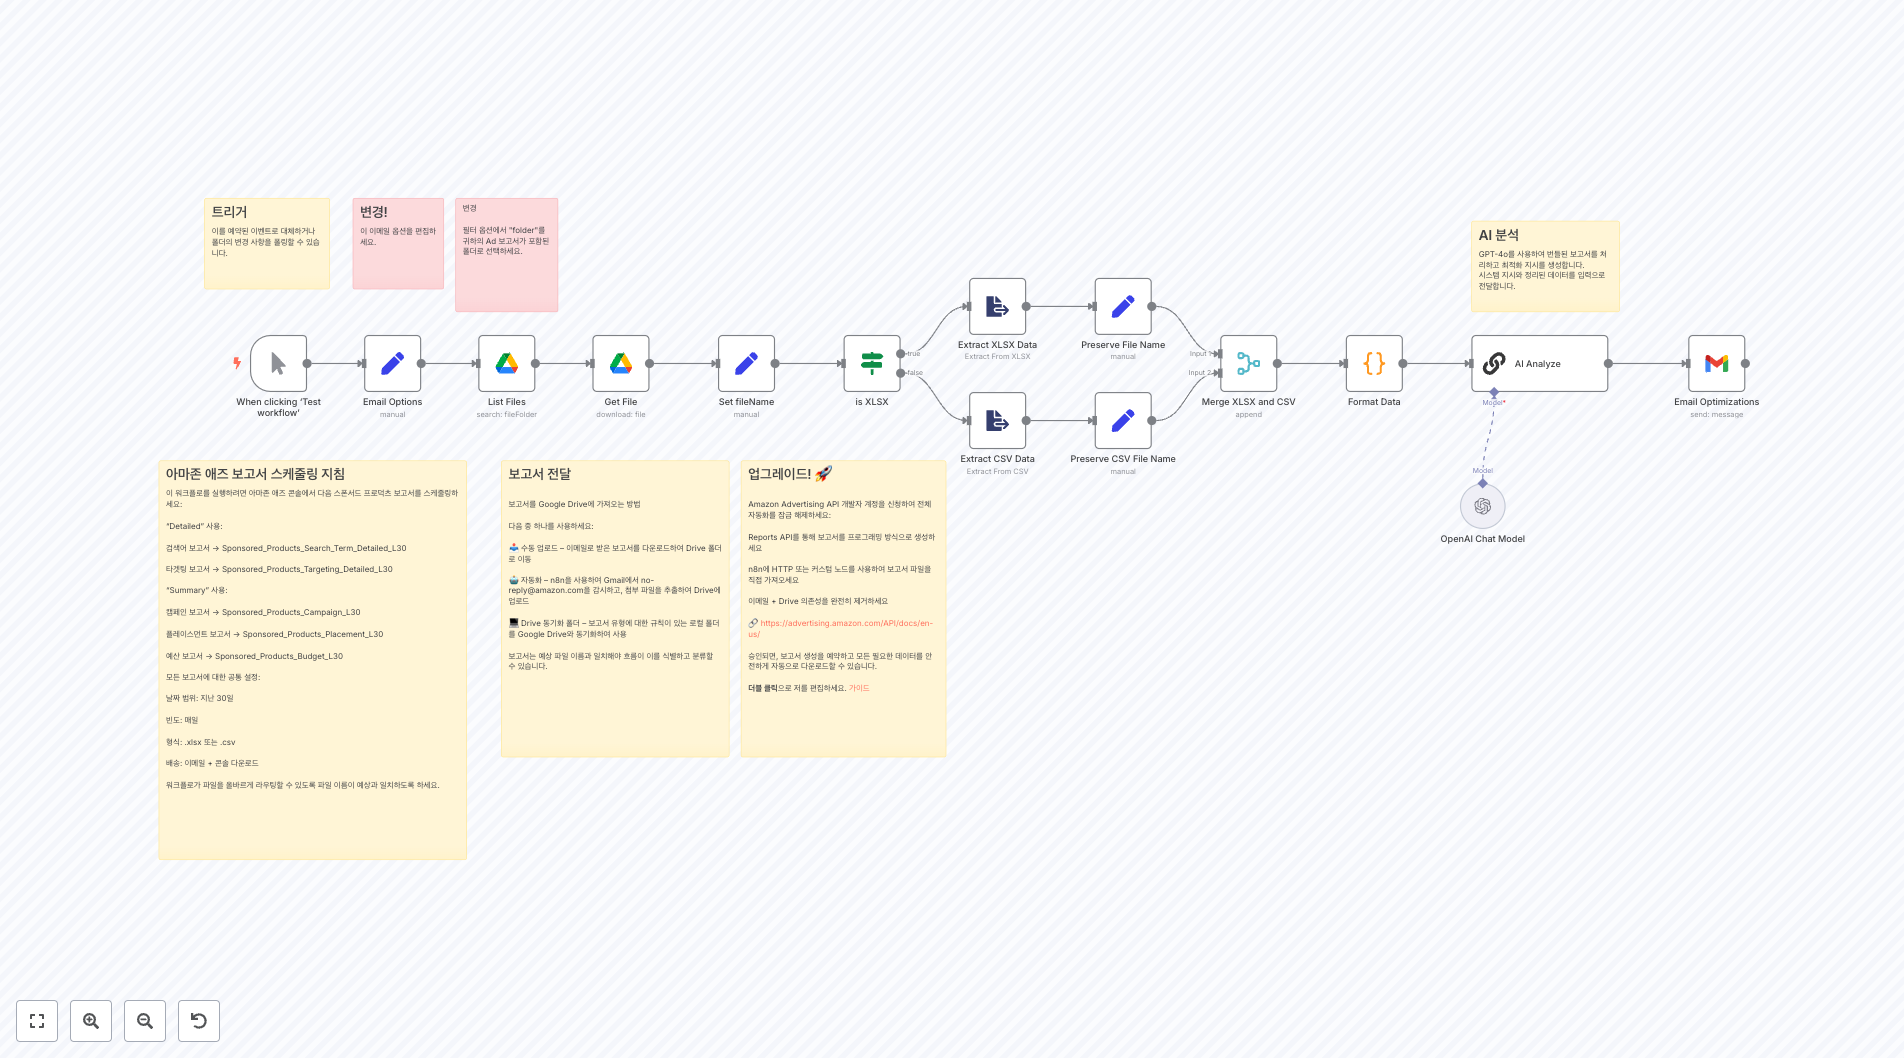 트리거
이를 예약된 이벤트로 대체하거나
폴더의 변경 사항을 폴링할 수 있습
니다.
변경!
이 이메일 옵션을 편집하
세요.
변경
필터 옵션에서 "folder"를
귀하의 Ad 보고서가 포함된
폴더로 선택하세요.
AI 분석
GPT-4o를 사용하여 번들된 보고서를 처
리하고 최적화 지시를 생성합니다.
시스템 지시와 정리된 데이터를 입력으로
전달합니다.
When clicking 'Test
workflow'
Email Options
manual
List Files
search: fileFolder
Get File
download: file
Set fileName
manual
is XLSX
true
false
Extract XLSX Data
Extract From XLSX
Preserve File Name
manual
Extract CSV Data
Extract From CSV
Preserve CSV File Name
manual
Input 1
Input 2
Merge XLSX and CSV
append
Format Data
AI Analyze
Model*
Model
OpenAI Chat Model
Email Optimizations
send: message
아마존 애즈 보고서 스케줄링 지침
이 워크플로를 실행하려면 아마존 애즈 콘솔에서 다음 스폰서드 프로덕츠 보고서를 스케줄링하
세요:
"Detailed" 사용:
검색어 보고서 → Sponsored_Products_Search_Term_Detailed_L30
타겟팅 보고서 → Sponsored_Products_Targeting_Detailed_L30
"Summary" 사용:
캠페인 보고서 → Sponsored_Products_Campaign_L30
플레이스먼트 보고서 → Sponsored_Products_Placement_L30
예산 보고서 → Sponsored_Products_Budget_L30
모든 보고서에 대한 공통 설정:
날짜 범위: 지난 30일
빈도: 매일
형식: .xlsx 또는 .csv
배송: 이메일 + 콘솔 다운로드
워크플로가 파일을 올바르게 라우팅할 수 있도록 파일 이름이 예상과 일치하도록 하세요.
보고서 전달
보고서를 Google Drive에 가져오는 방법
다음 중 하나를 사용하세요:
📥 수동 업로드 – 이메일로 받은 보고서를 다운로드하여 Drive 폴더
로 이동
🤖 자동화 – n8n을 사용하여 Gmail에서 no-
reply@amazon.com을 감시하고, 첨부 파일을 추출하여 Drive에
업로드
💻 Drive 동기화 폴더 – 보고서 유형에 대한 규칙이 있는 로컬 폴더
를 Google Drive와 동기화하여 사용
보고서는 예상 파일 이름과 일치해야 흐름이 이를 식별하고 분류할
수 있습니다.
업그레이드! 🚀
Amazon Advertising API 개발자 계정을 신청하여 전체
자동화를 잠금 해제하세요:
Reports API를 통해 보고서를 프로그래밍 방식으로 생성하
세요
n8n에 HTTP 또는 커스텀 노드를 사용하여 보고서 파일을
직접 가져오세요
이메일 + Drive 의존성을 완전히 제거하세요
🔗 https://advertising.amazon.com/API/docs/en-
us/
승인되면, 보고서 생성을 예약하고 모든 필요한 데이터를 안
전하게 자동으로 다운로드할 수 있습니다.
더블 클릭으로 저를 편집하세요. 가이드